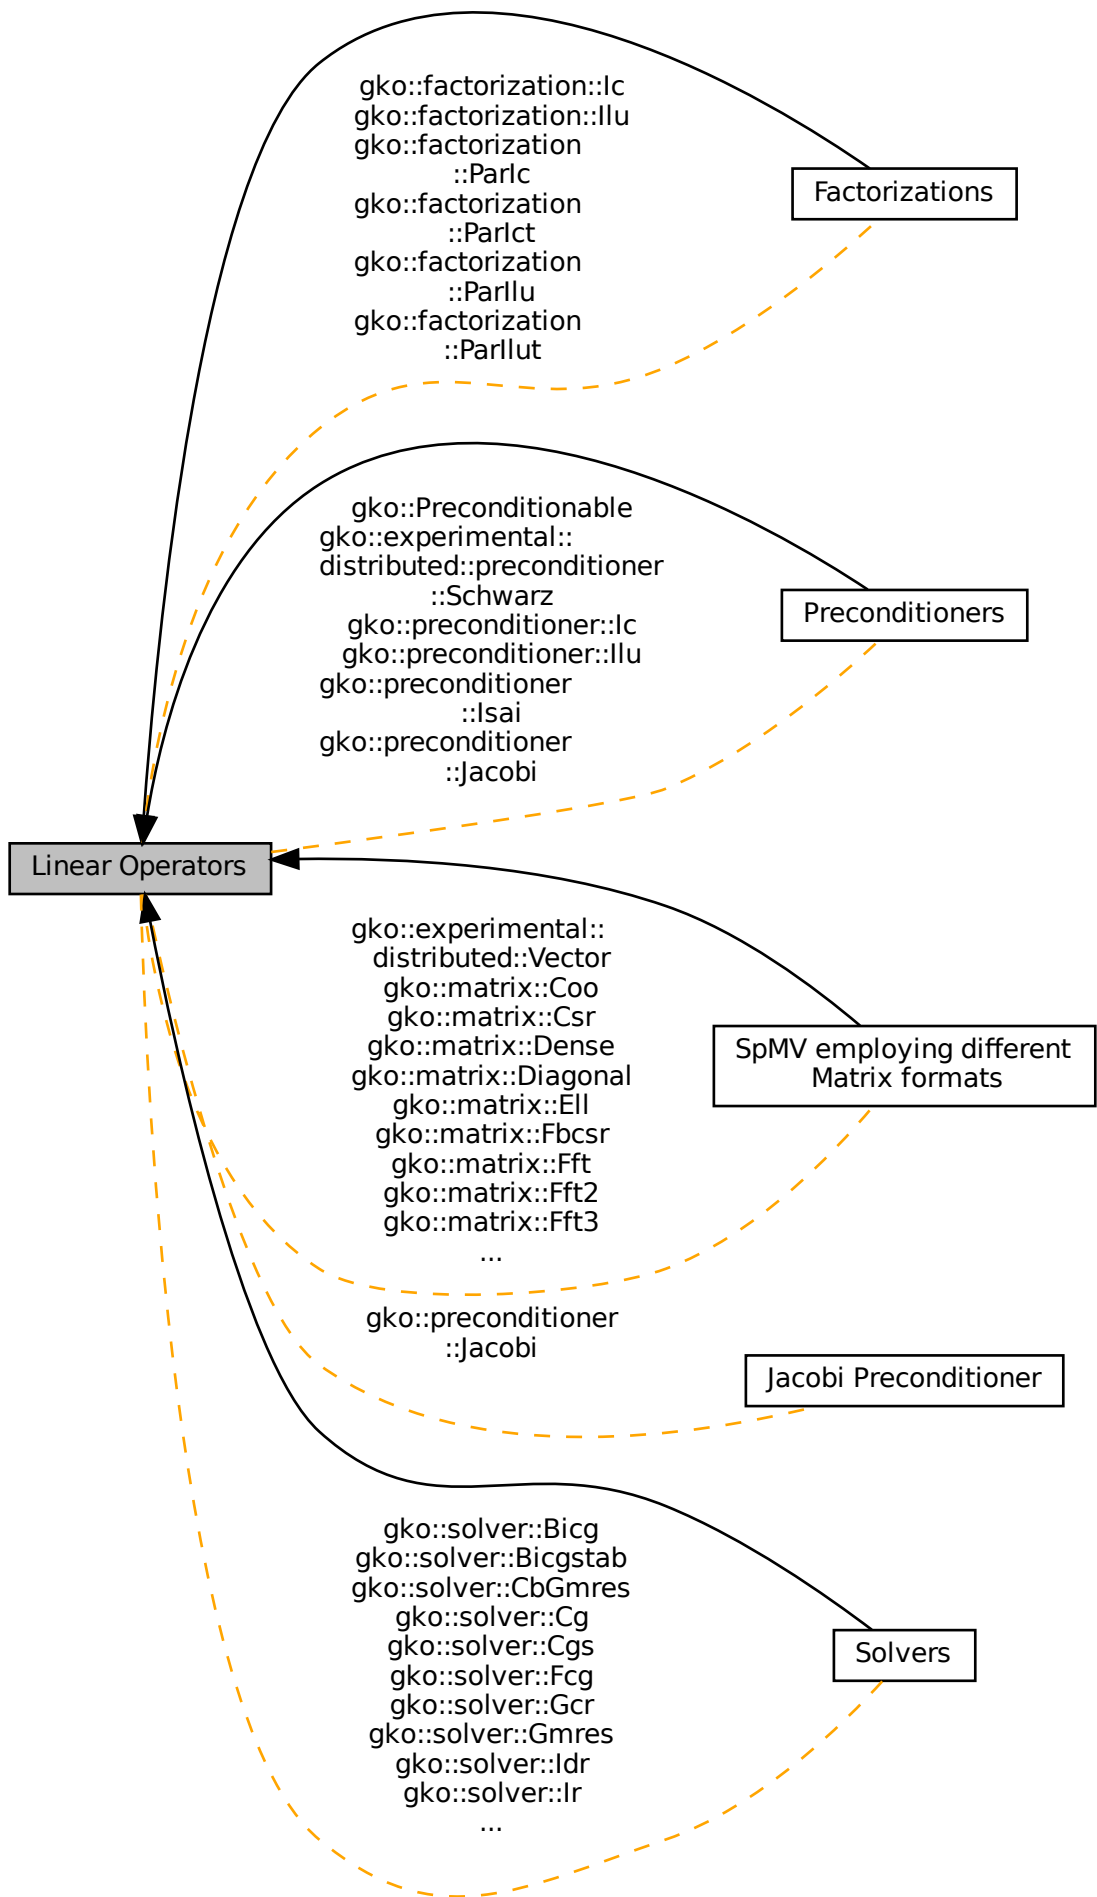 gko::factorization::Ic
gko::factorization::Ilu
gko::factorization
::ParIc
gko::factorization
::ParIct
gko::factorization
::ParIlu
gko::factorization
::ParIlut
Factorizations
gko::Preconditionable
gko::experimental::
distributed::preconditioner
::Schwarz
gko::preconditioner::Ic
gko::preconditioner::Ilu
gko::preconditioner
::Isai
gko::preconditioner
::Jacobi
Preconditioners
Linear Operators
gko::experimental::
distributed::Vector
gko::matrix::Coo
gko::matrix::Csr
gko::matrix::Dense
gko::matrix::Diagonal
gko::matrix::Ell
gko::matrix::Fbcsr
gko::matrix::Fft
gko::matrix::Fft2
gko::matrix::Fft3
...
SpMV employing different
Matrix formats
gko::preconditioner
::Jacobi
Jacobi Preconditioner
gko::solver::Bicg
gko::solver::Bicgstab
gko::solver::CbGmres
gko::solver::Cg
gko::solver::Cgs
gko::solver::Fcg
gko::solver::Gcr
gko::solver::Gmres
gko::solver::Idr
gko::solver::Ir
...
Solvers